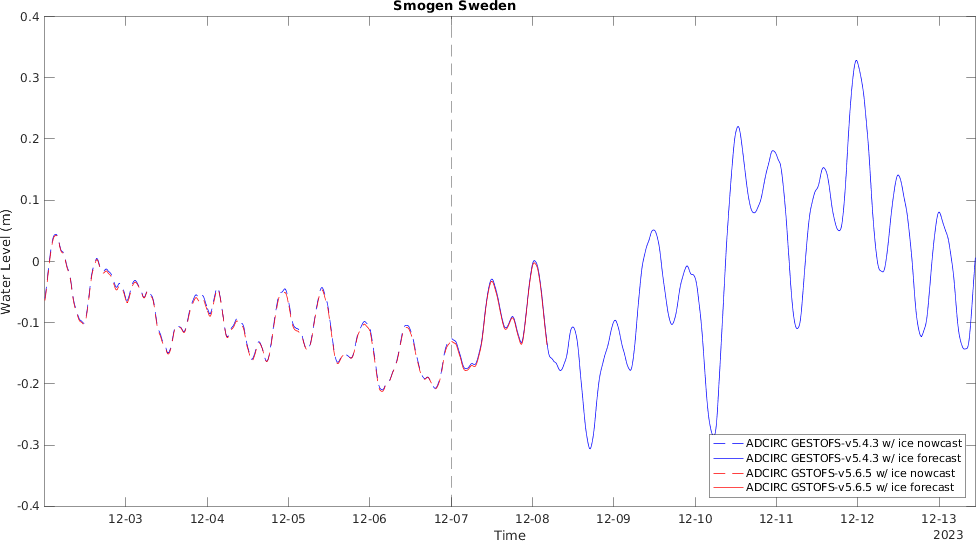 Smogen Sweden
0.4
0.3
0.2
0.1
0
-0.1
-0.2
-0.3
-0.4
Water Level (m)
ADCIRC GESTOFS-v5.4.3 w/ ice nowcast
ADCIRC GESTOFS-v5.4.3 w/ ice forecast
ADCIRC GSTOFS-v5.6.5 w/ ice nowcast
ADCIRC GSTOFS-v5.6.5 w/ ice forecast
12-03 12-04 12-05 12-06 12-07 12-08 12-09 12-10 12-11 12-12 12-13
Time
2023